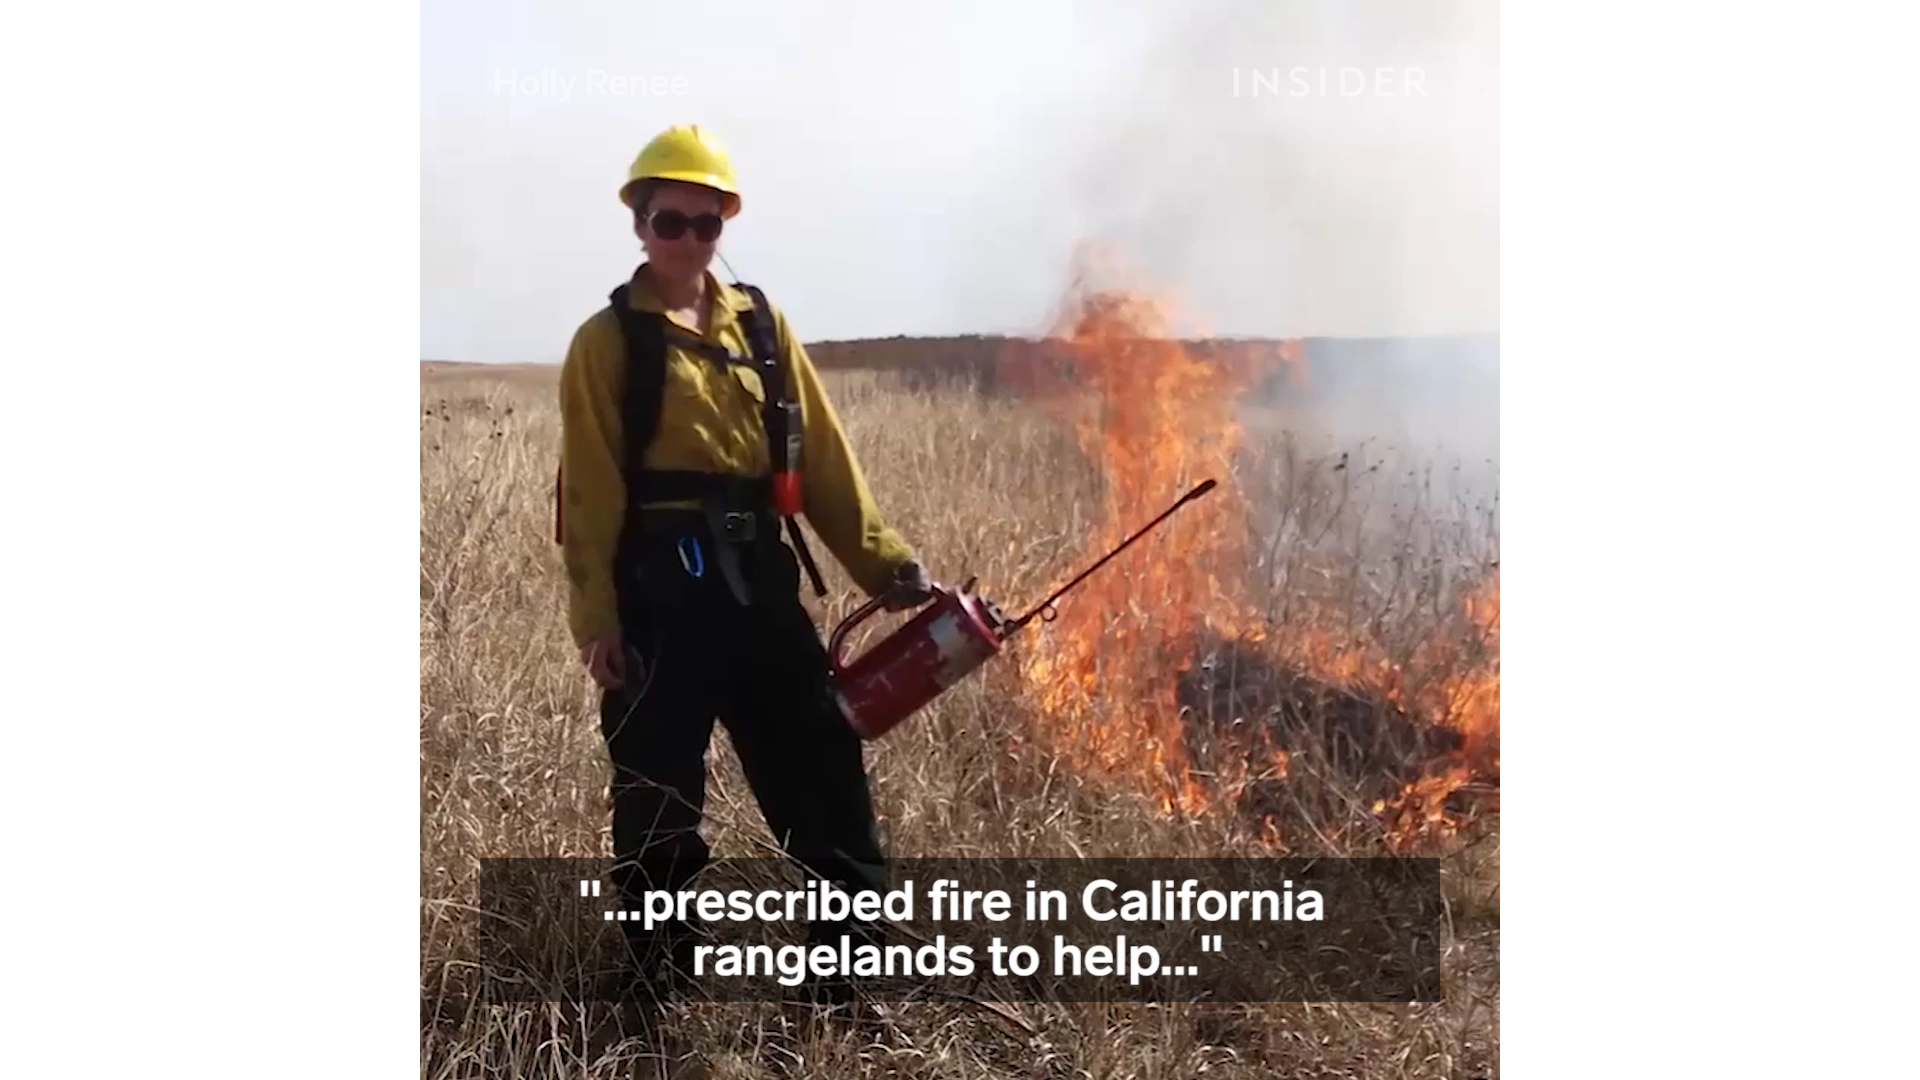 Holly Renee
INSIDER
"...prescribed fire in California
rangelands to help..."